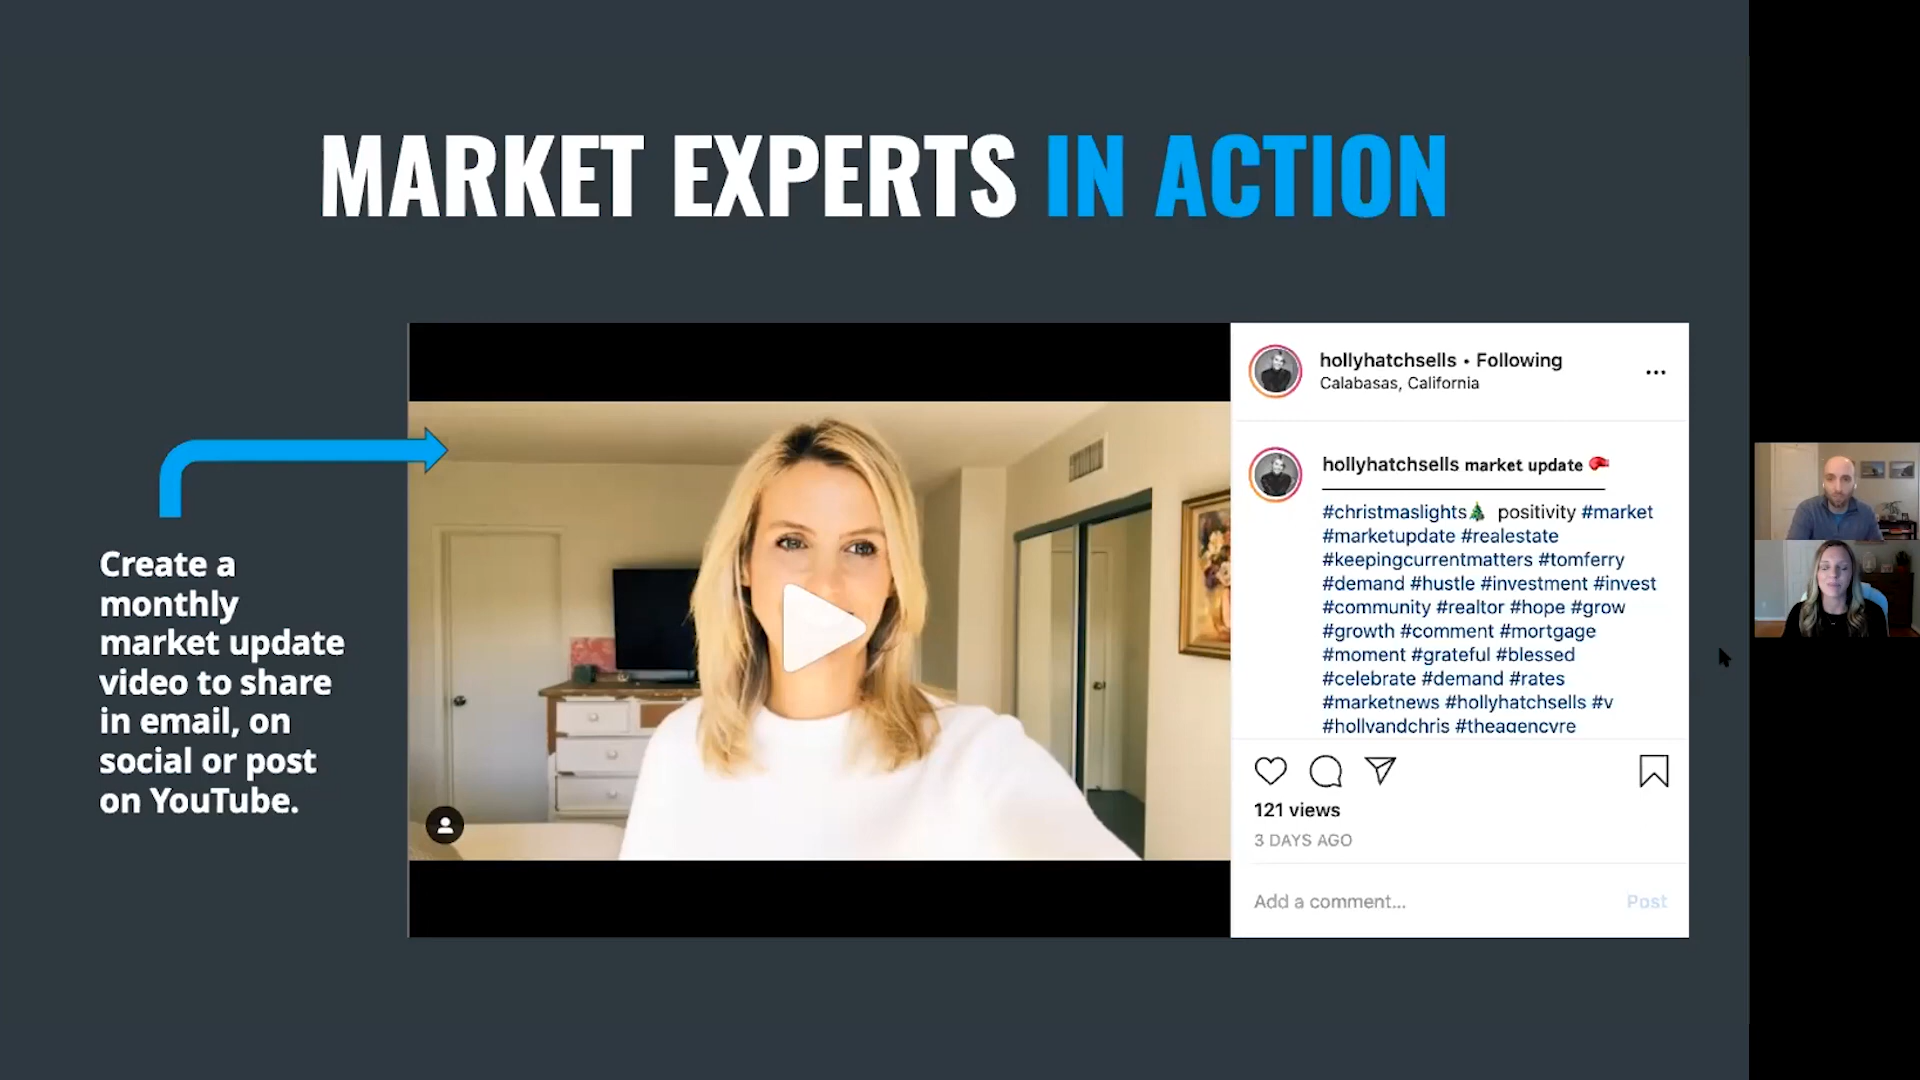 MARKET EXPERTS IN ACTION
Create a
monthly
market update
video to share
in email, on
social or post
on YouTube.
hollyhatchsells • Following
Calabasas, California
...
hollyhatchsells market update 🥊
#christmaslights🎄 positivity #market
#marketupdate #realestate
#keepingcurrentmatters #tomferry
#demand #hustle #investment #invest
#community #realtor #hope #grow
#growth #comment #mortgage
#moment #grateful #blessed
#celebrate #demand #rates
#marketnews #hollyhatchsells #v
#hollyandchris #theagencyre
121 views
3 DAYS AGO
Add a comment...
Post